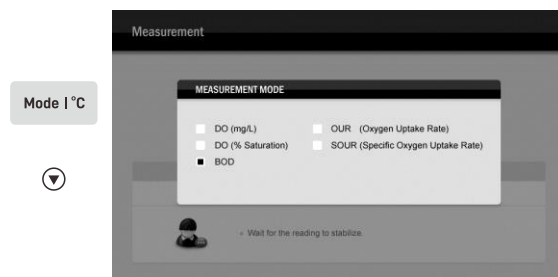 Measurement
Mode | °C
MEASUREMENT MODE
DO (mg/L)
OUR (Oxygen Uptake Rate)
DO (% Saturation)
SOUR (Specific Oxygen Uptake Rate)
BOD
Wait for the reading to stabilize